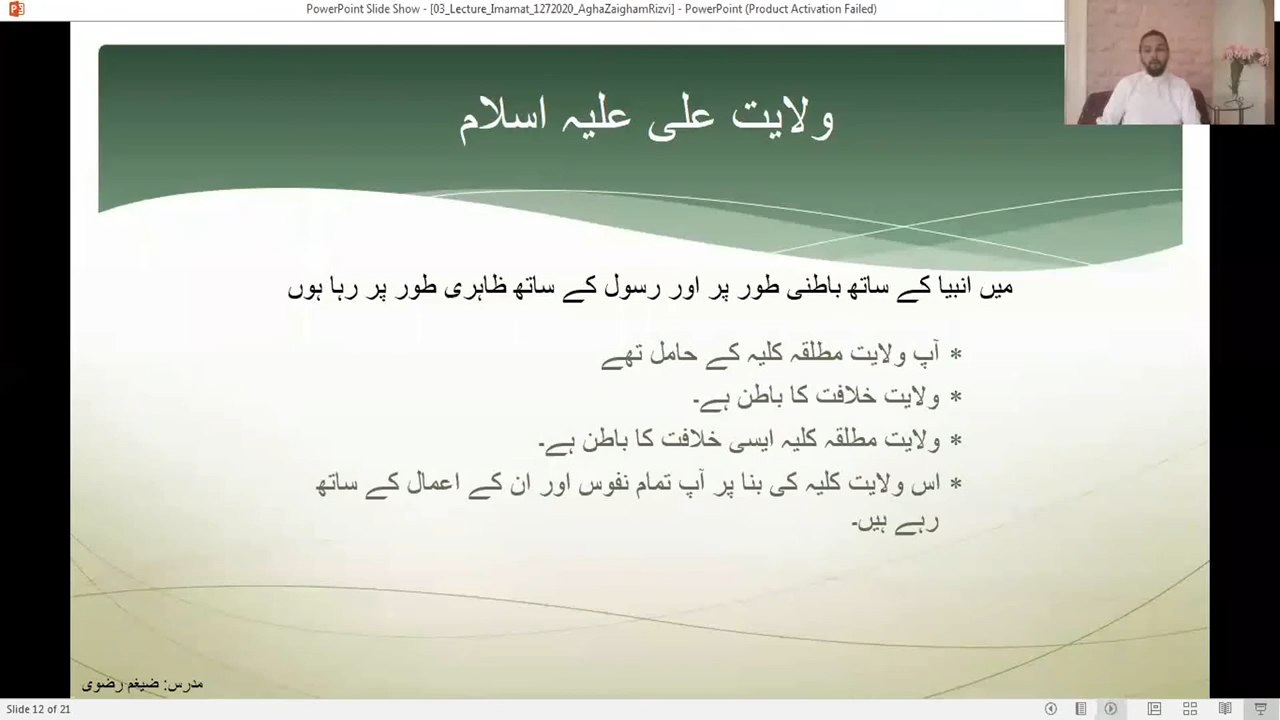 PowerPoint Slide Show - [03_Lecture_Imamat_1272020_AghaZaighamRizvi] - PowerPoint (Product Activation Failed)
ولایت علی علیہ اسلام
میں انبیا کے ساتھ باطنی طور پر اور رسول کے ساتھ ظاہری طور پر رہا ہوں
* آپ ولایت مطلقہ کلیہ کے حامل تھے
* ولایت خلافت کا باطن ہے۔
* ولایت مطلقہ کلیہ ایسی خلافت کا باطن ہے۔
* اس ولایت کلیہ کی بنا پر آپ تمام نفوس اور ان کے اعمال کے ساتھ
رہے ہیں۔
مدرس: ضیغم رضوی
Slide 12 of 21